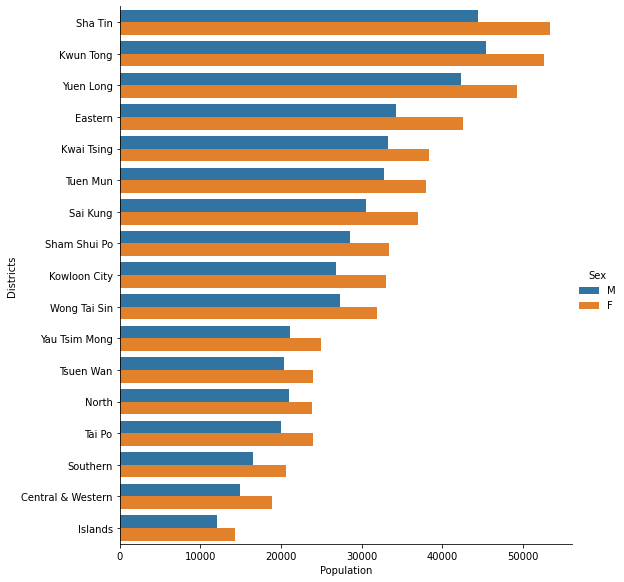 Sha Tin
Kwun Tong
Yuen Long
Eastern
Kwai Tsing
Tuen Mun
Sai Kung
Sham Shui Po
Kowloon City
Wong Tai Sin
Yau Tsim Mong
Tsuen Wan
North
Tai Po
Southern
Central & Western
Islands
Districts
0 10000 20000 30000 40000 50000
Population
Sex
M
F